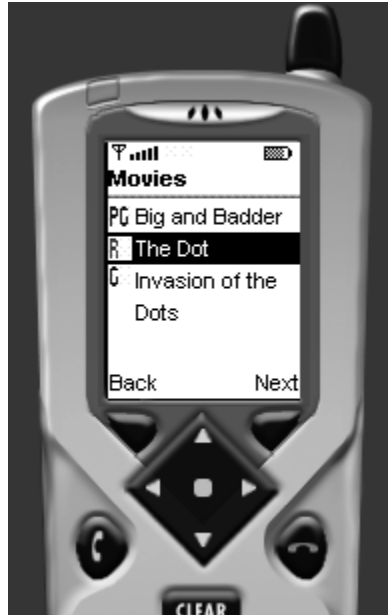 Movies
PG Big and Badder
R The Dot
G Invasion of the
Dots
Back Next
CLEAR